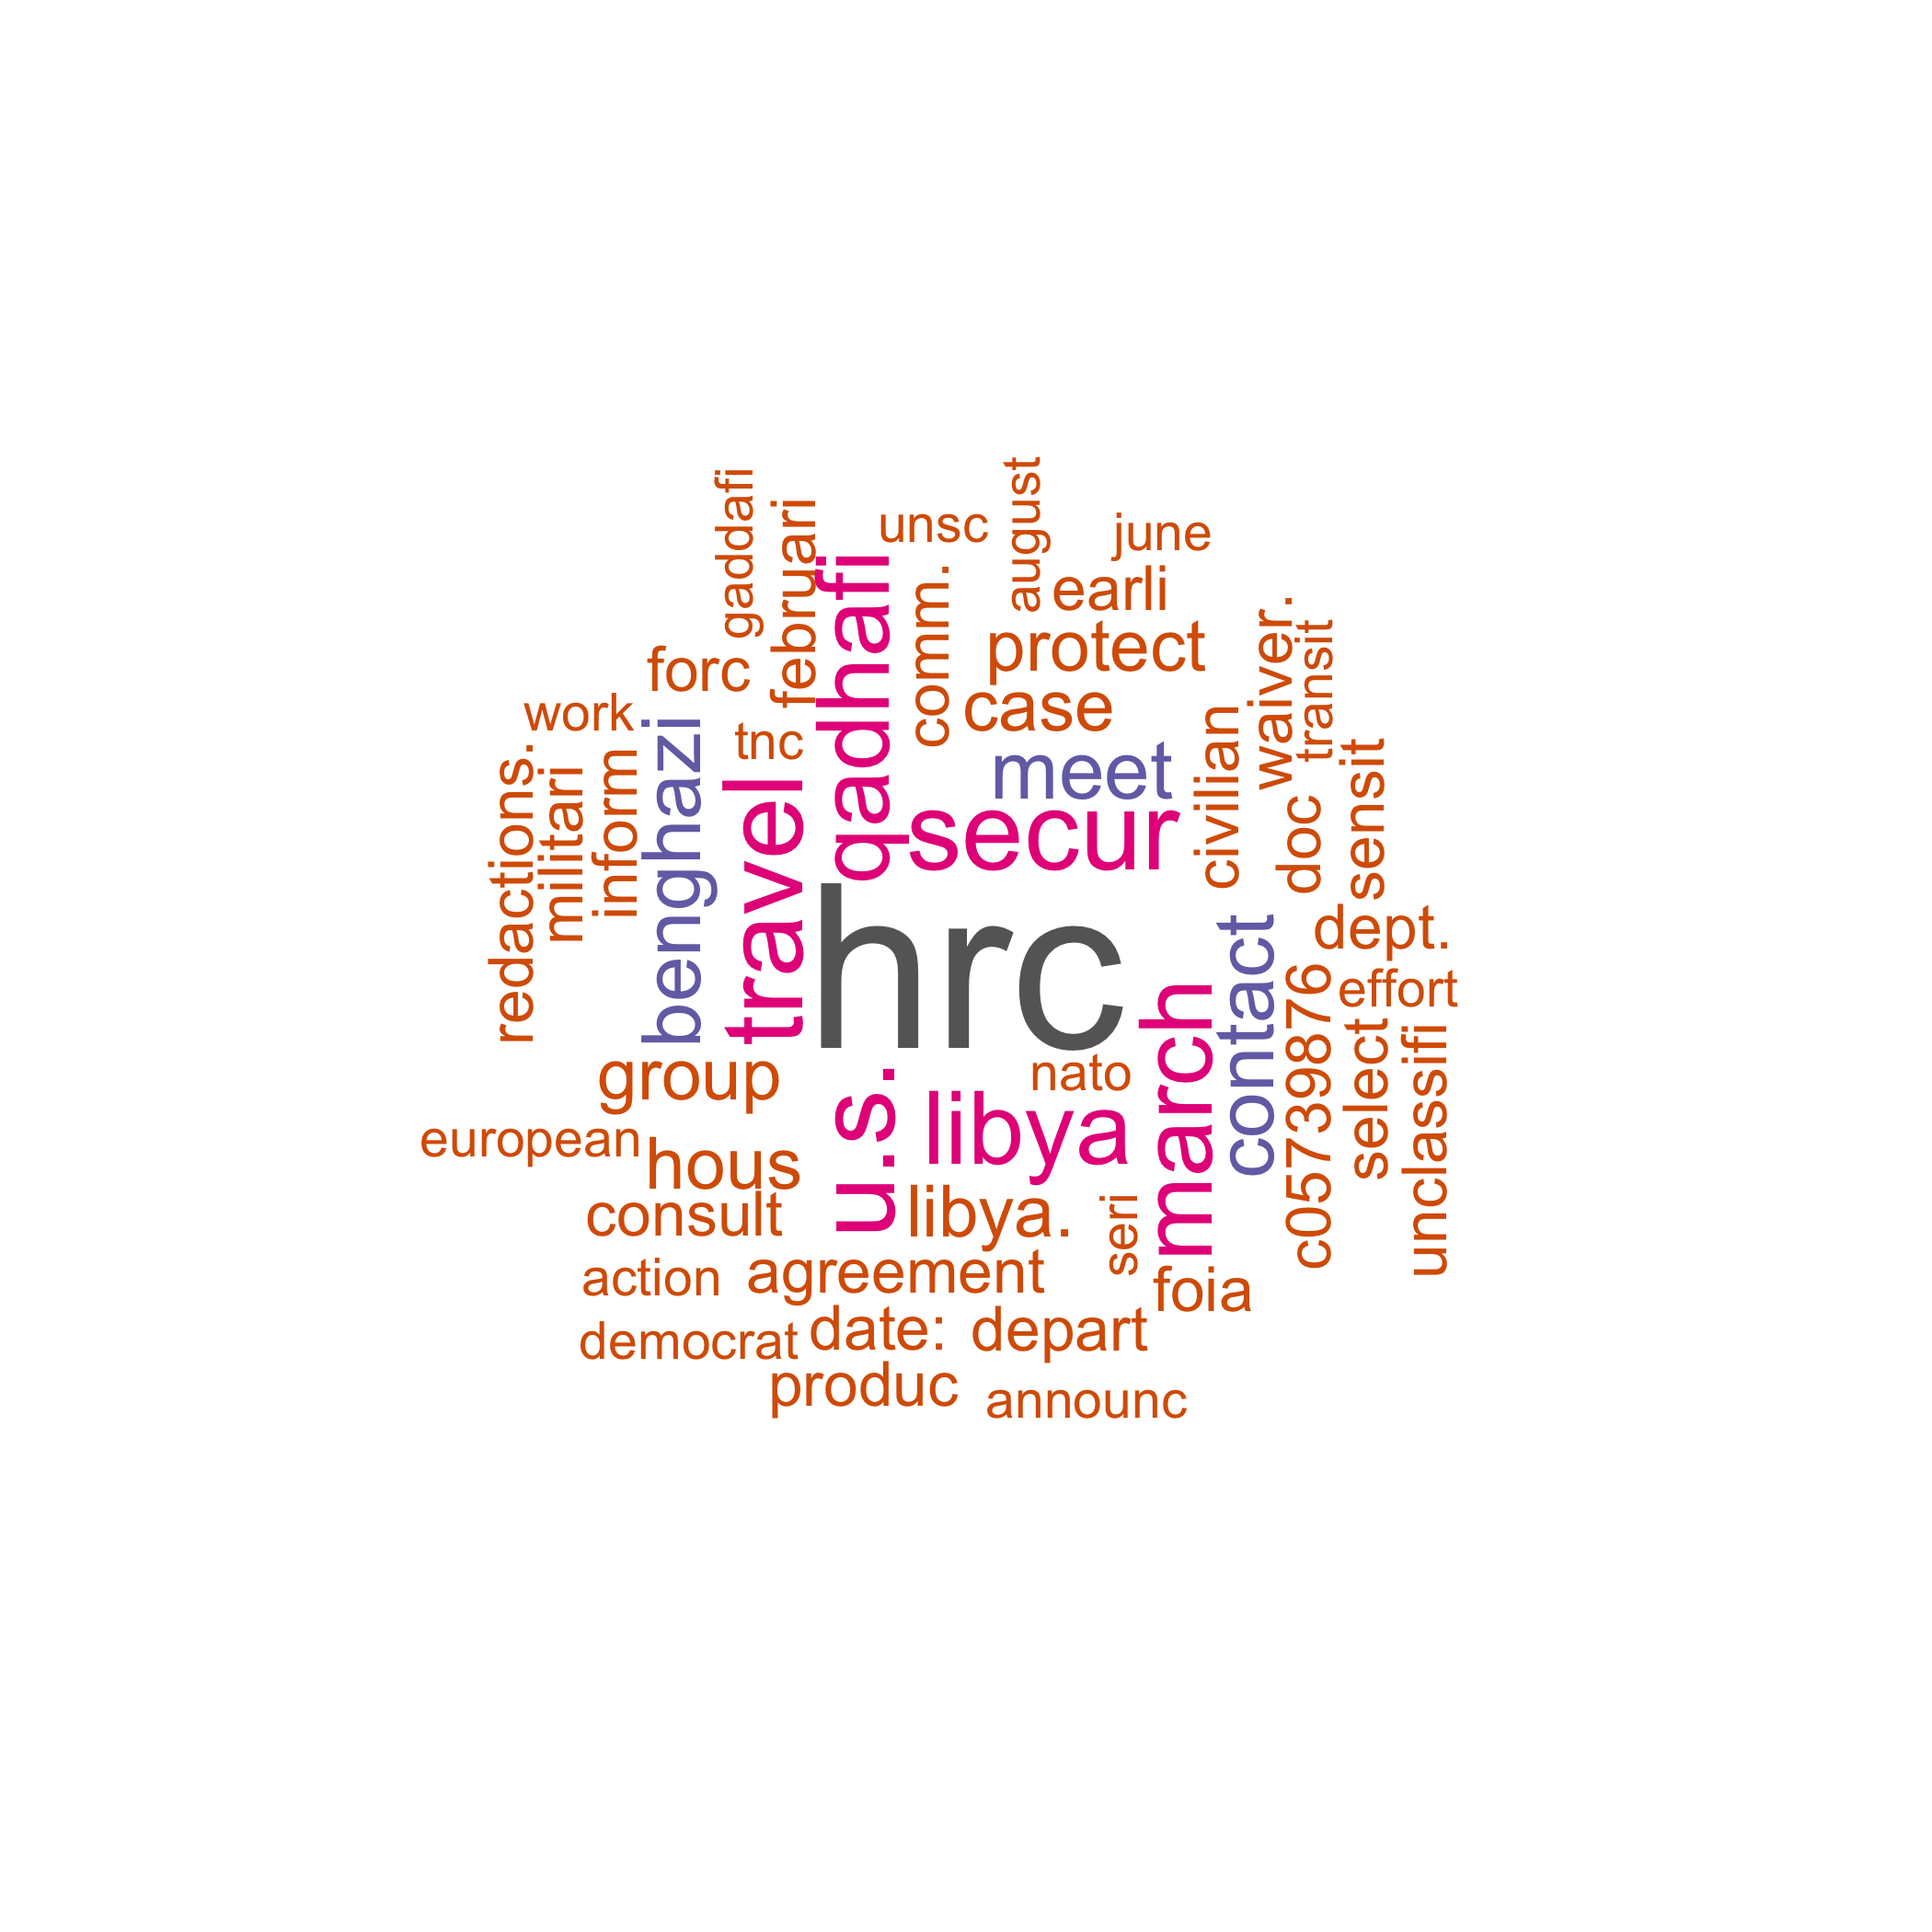 gaddafi
februari
unsc
august
june
earli
qadhafi
comm.
protect
forc
work
tnc
case
waiver.
transit
meet
civilian
redactions.
militari
inform
benghazi
travel
secur
doc
sensit
hrc
dept.
contact
c05739876
effort
march
group
nato
select
unclassifi
european
hous
u.s.
libya
consult
libya.
seri
action
agreement
foia
democrat
date:
depart
produc
announc